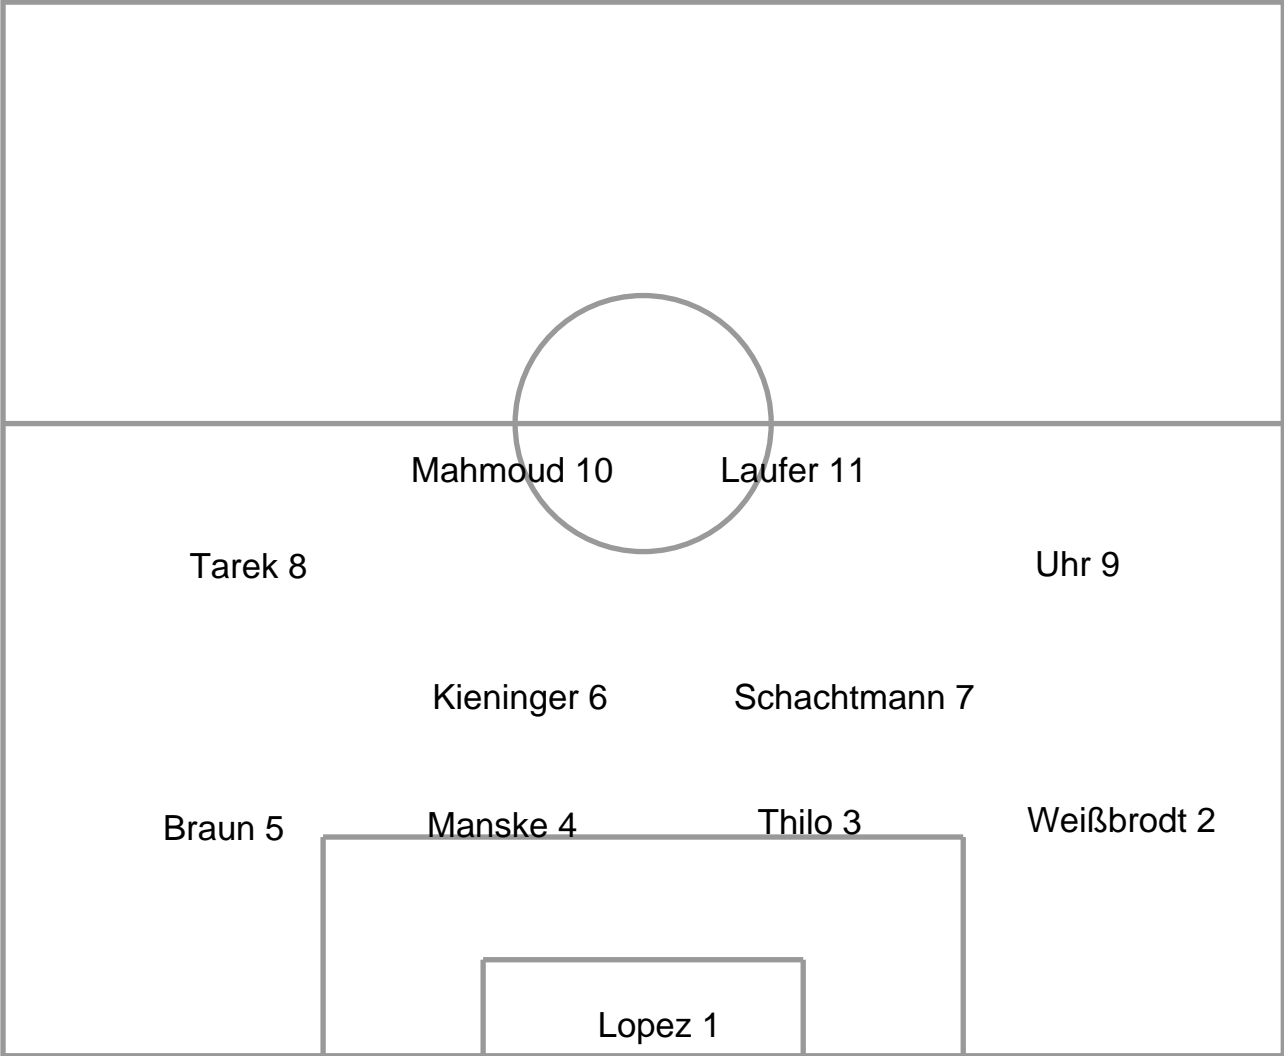 Mahmoud 10
Laufer 11
Tarek 8
Uhr 9
Kieninger 6
Schachtmann 7
Braun 5
Manske 4
Thilo 3
Weißbrodt 2
Lopez 1